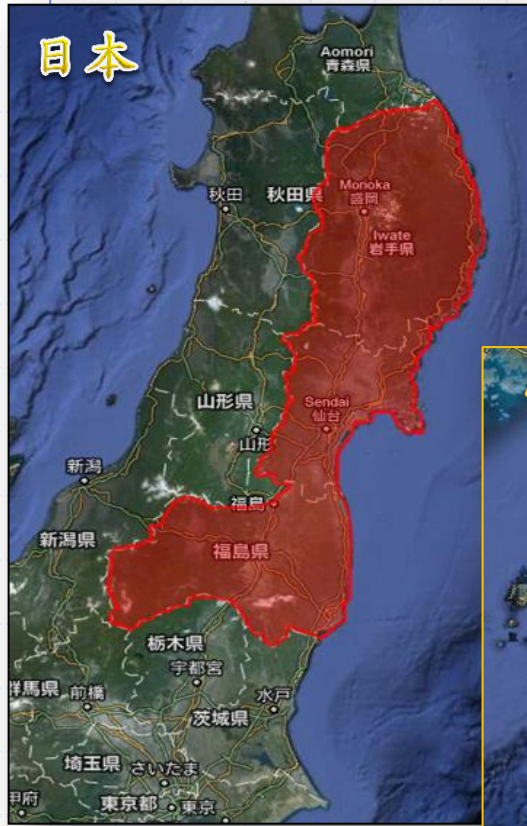 日本
Aomori
青森県
秋田
秋田県
Morioka
盛岡
Iwate
岩手県
山形県
Sendai
仙台
山形
新潟
福島
新潟県
福島県
栃木県
宇都宮
群馬県
前橋
水戸
茨城県
埼玉県
さいたま
甲府
東京都
東京